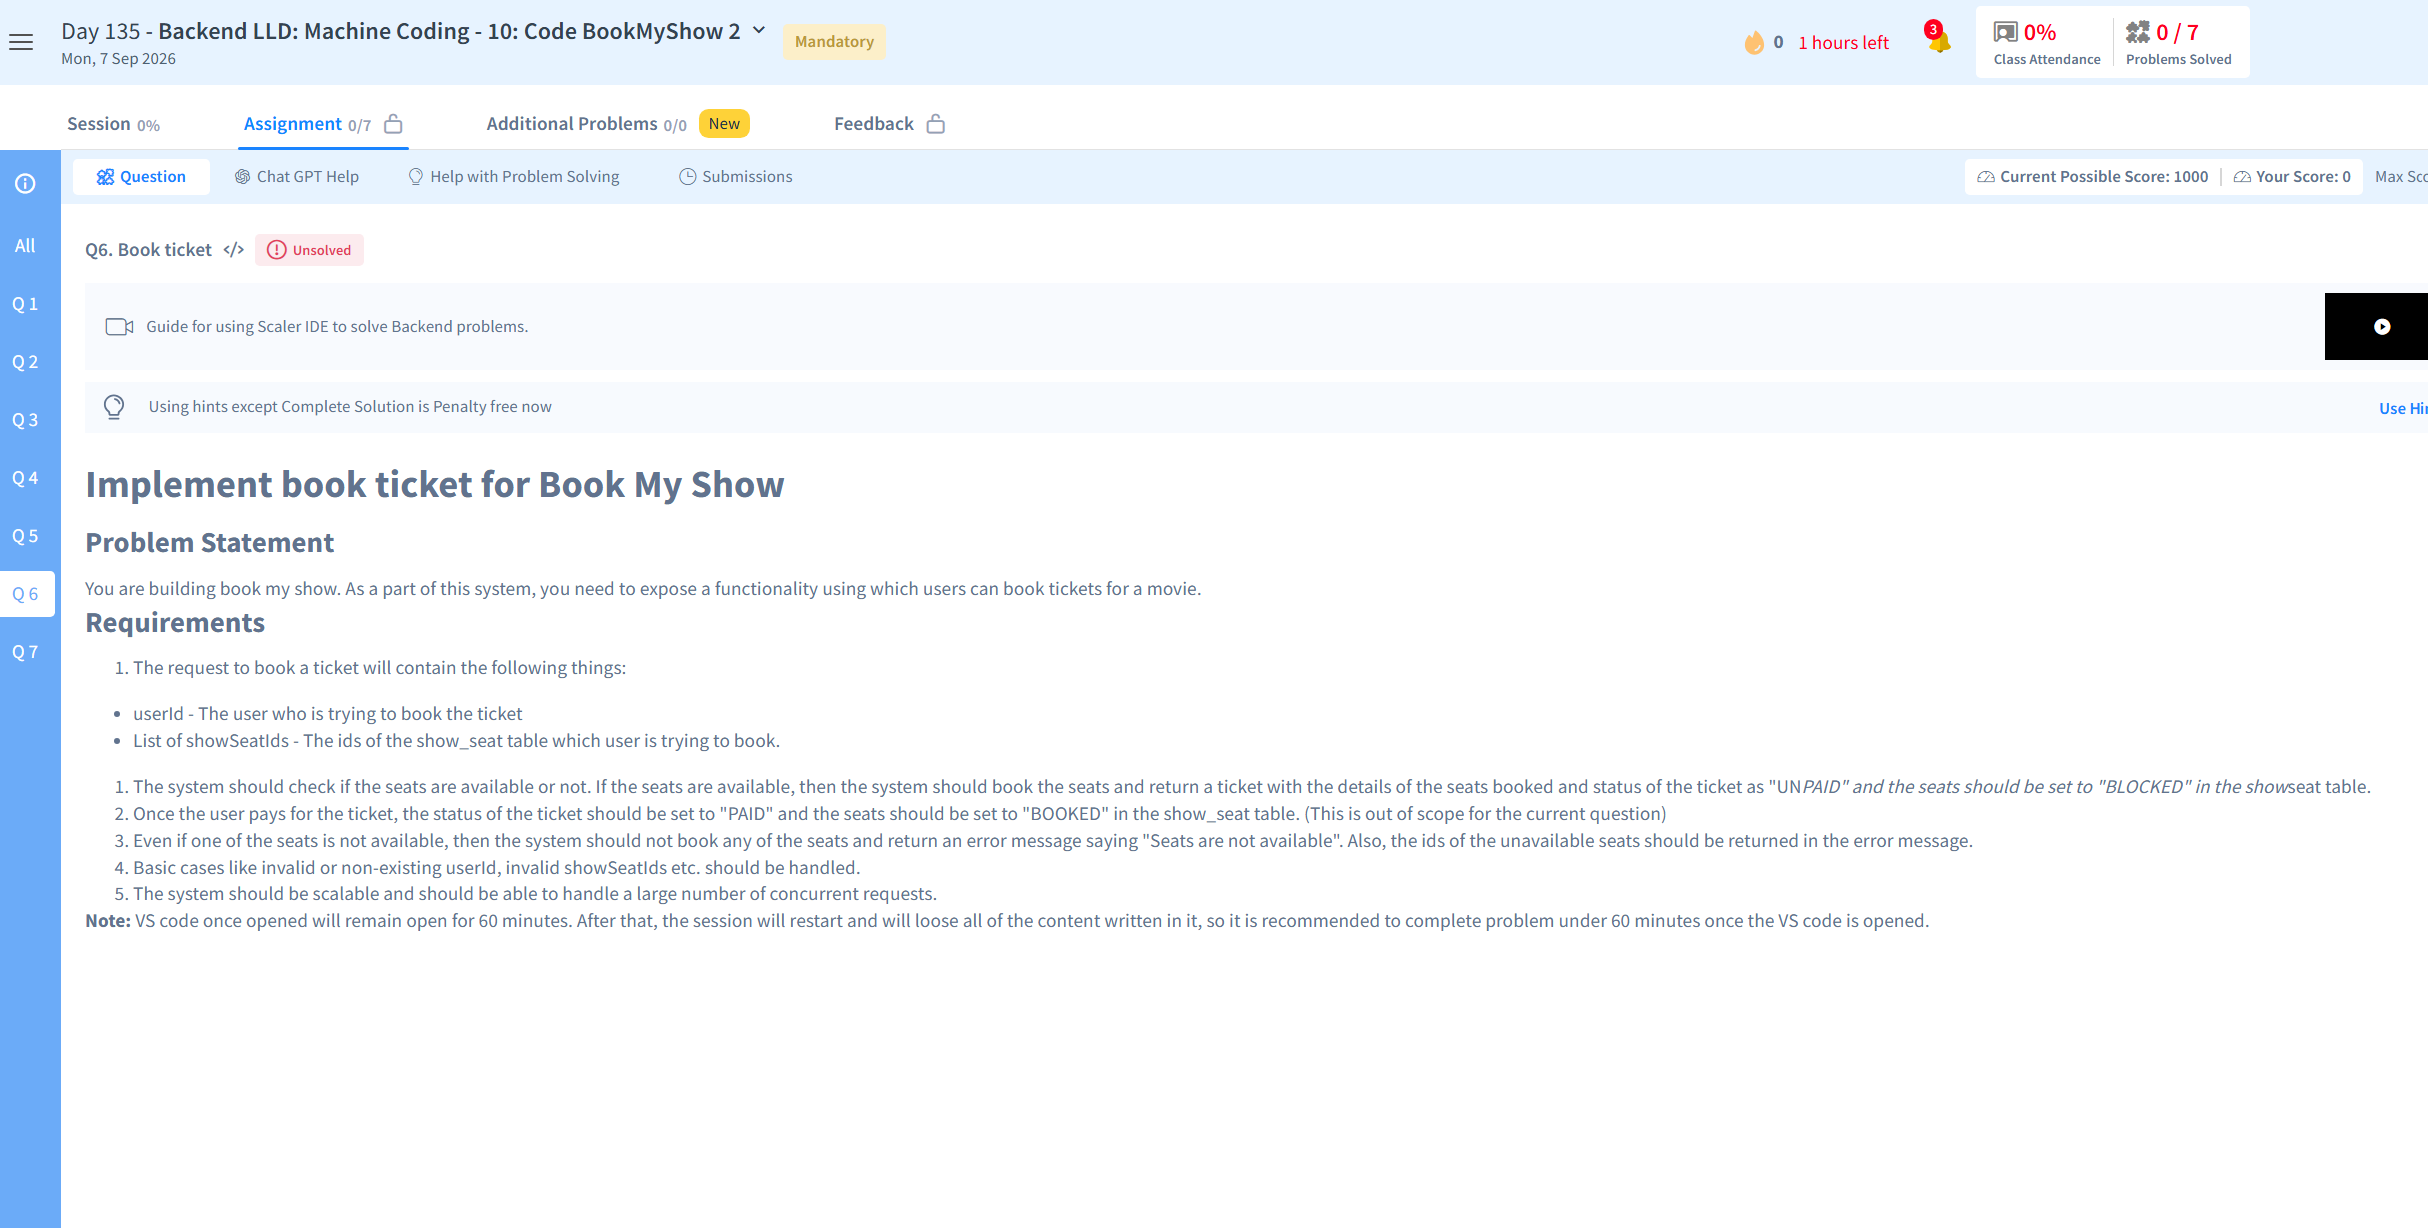 Day 135 - Backend LLD: Machine Coding - 10: Code BookMyShow 2
Mandatory
Mon, 7 Sep 2026
0
1 hours left
3
0%
Class Attendance
0 / 7
Problems Solved
Session 0%
Assignment 0/7
Additional Problems 0/0
New
Feedback
Question
Chat GPT Help
Help with Problem Solving
Submissions
Current Possible Score: 1000
Your Score: 0
Max Sco
All
Q 1
Q 2
Q 3
Q 4
Q 5
Q 6
Q 7
Q6. Book ticket </>
Unsolved
Guide for using Scaler IDE to solve Backend problems.
Using hints except Complete Solution is Penalty free now
Use Hin
Implement book ticket for Book My Show
Problem Statement
You are building book my show. As a part of this system, you need to expose a functionality using which users can book tickets for a movie.
Requirements
1. The request to book a ticket will contain the following things:
• userId - The user who is trying to book the ticket
• List of showSeatIds - The ids of the show_seat table which user is trying to book.
1. The system should check if the seats are available or not. If the seats are available, then the system should book the seats and return a ticket with the details of the seats booked and status of the ticket as "UNPAID" and the seats should be set to "BLOCKED" in the showseat table.
2. Once the user pays for the ticket, the status of the ticket should be set to "PAID" and the seats should be set to "BOOKED" in the show_seat table. (This is out of scope for the current question)
3. Even if one of the seats is not available, then the system should not book any of the seats and return an error message saying "Seats are not available". Also, the ids of the unavailable seats should be returned in the error message.
4. Basic cases like invalid or non-existing userId, invalid showSeatIds etc. should be handled.
5. The system should be scalable and should be able to handle a large number of concurrent requests.
Note: VS code once opened will remain open for 60 minutes. After that, the session will restart and will loose all of the content written in it, so it is recommended to complete problem under 60 minutes once the VS code is opened.